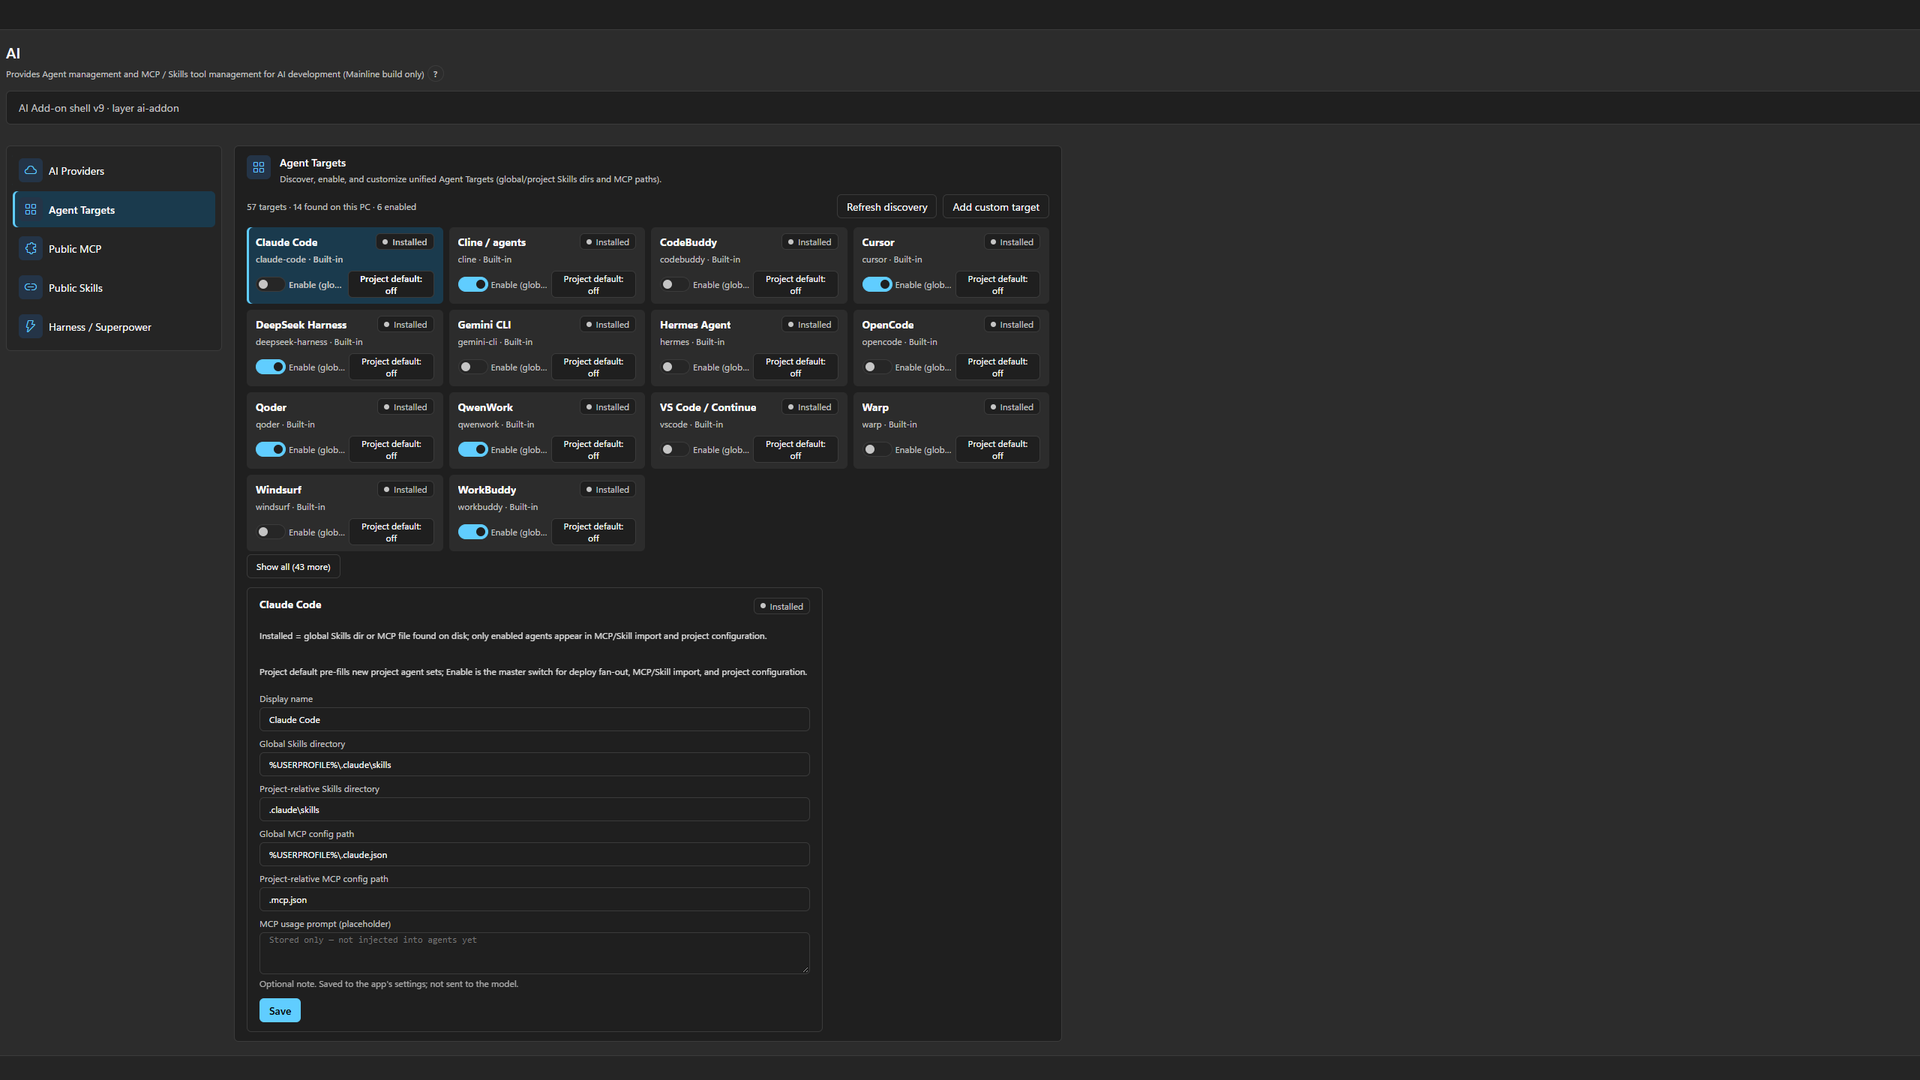 AI
Provides Agent management and MCP / Skills tool management for AI development (Mainline build only) ?
AI Add-on shell v9 · layer ai-addon
AI Providers
Agent Targets
Public MCP
Public Skills
Harness / Superpower
Agent Targets
Discover, enable, and customize unified Agent Targets (global/project Skills dirs and MCP paths).
57 targets · 14 found on this PC · 6 enabled
Refresh discovery
Add custom target
Claude Code
Installed
claude-code · Built-in
Enable (glo...
Project default:
off
Cline / agents
Installed
cline · Built-in
Enable (glob...
Project default:
off
CodeBuddy
Installed
codebuddy · Built-in
Enable (glob...
Project default:
off
Cursor
Installed
cursor · Built-in
Enable (glob...
Project default:
off
DeepSeek Harness
Installed
deepseek-harness · Built-in
Enable (glob...
Project default:
off
Gemini CLI
Installed
gemini-cli · Built-in
Enable (glob...
Project default:
off
Hermes Agent
Installed
hermes · Built-in
Enable (glob...
Project default:
off
OpenCode
Installed
opencode · Built-in
Enable (glob...
Project default:
off
Qoder
Installed
qoder · Built-in
Enable (glob...
Project default:
off
QwenWork
Installed
qwenwork · Built-in
Enable (glob...
Project default:
off
VS Code / Continue
Installed
vscode · Built-in
Enable (glob...
Project default:
off
Warp
Installed
warp · Built-in
Enable (glob...
Project default:
off
Windsurf
Installed
windsurf · Built-in
Enable (glob...
Project default:
off
WorkBuddy
Installed
workbuddy · Built-in
Enable (glob...
Project default:
off
Show all (43 more)
Claude Code
Installed
Installed = global Skills dir or MCP file found on disk; only enabled agents appear in MCP/Skill import and project configuration.
Project default pre-fills new project agent sets; Enable is the master switch for deploy fan-out, MCP/Skill import, and project configuration.
Display name
Claude Code
Global Skills directory
%USERPROFILE%\.claude\skills
Project-relative Skills directory
.claude\skills
Global MCP config path
%USERPROFILE%\.claude.json
Project-relative MCP config path
.mcp.json
MCP usage prompt (placeholder)
Stored only — not injected into agents yet
Optional note. Saved to the app's settings; not sent to the model.
Save